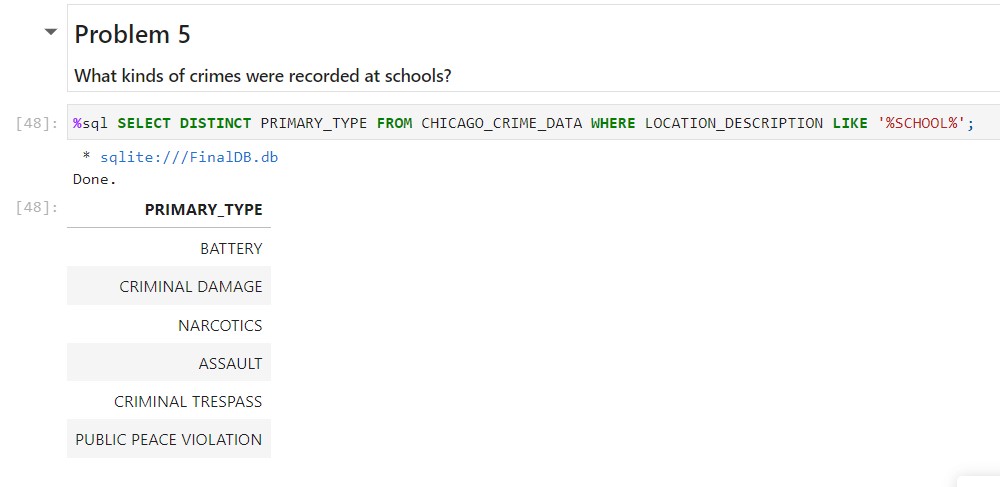 Problem 5
What kinds of crimes were recorded at schools?
[48]: %sql SELECT DISTINCT PRIMARY_TYPE FROM CHICAGO_CRIME_DATA WHERE LOCATION_DESCRIPTION LIKE '%SCHOOL%';
* sqlite:///FinalDB.db
Done.
[48]: PRIMARY_TYPE
BATTERY
CRIMINAL DAMAGE
NARCOTICS
ASSAULT
CRIMINAL TRESPASS
PUBLIC PEACE VIOLATION